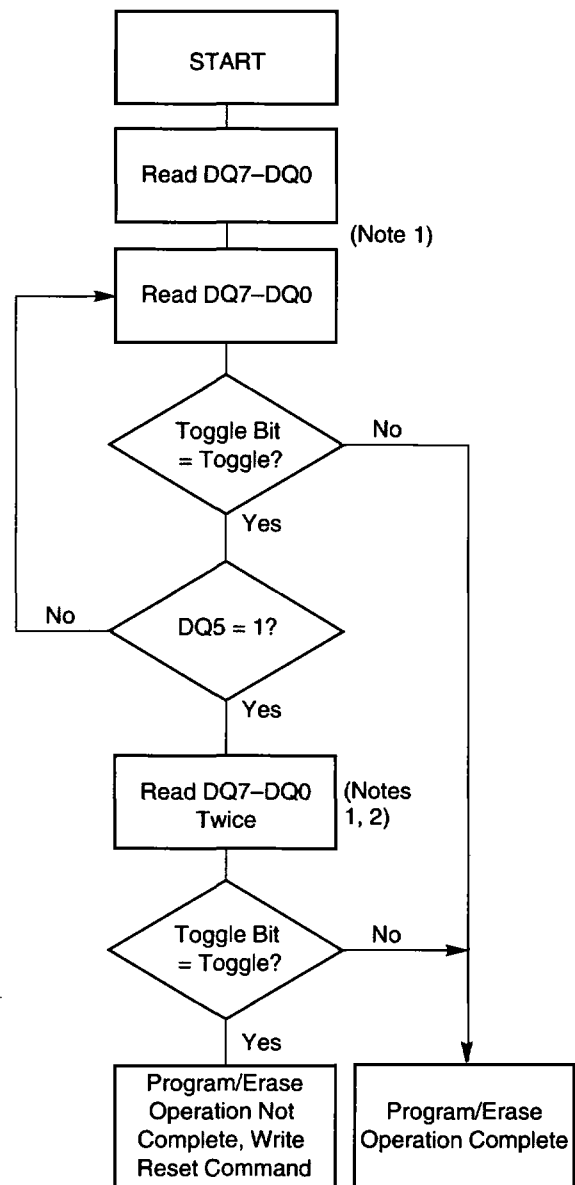 START
Read DQ7–DQ0
(Note 1)
Read DQ7–DQ0
Toggle Bit
= Toggle?
No
Yes
DQ5 = 1?
No
Yes
Read DQ7–DQ0
Twice
(Notes
1, 2)
Toggle Bit
= Toggle?
No
Yes
Program/Erase
Operation Not
Complete, Write
Reset Command
Program/Erase
Operation Complete